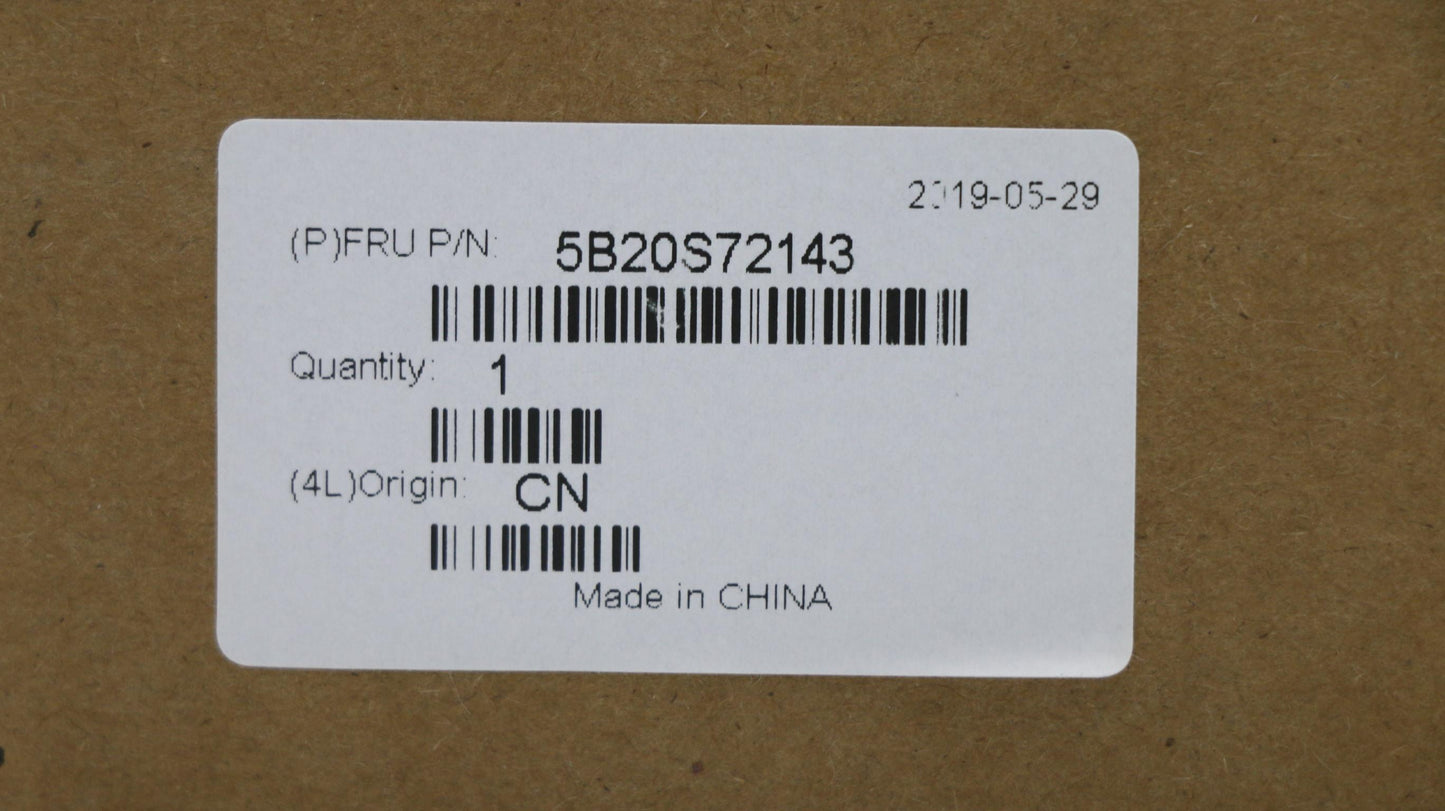 2019-05-29
(P)FRU P/N: 5B20S72143
Quantity: 1
(4L)Origin: CN
Made in CHINA